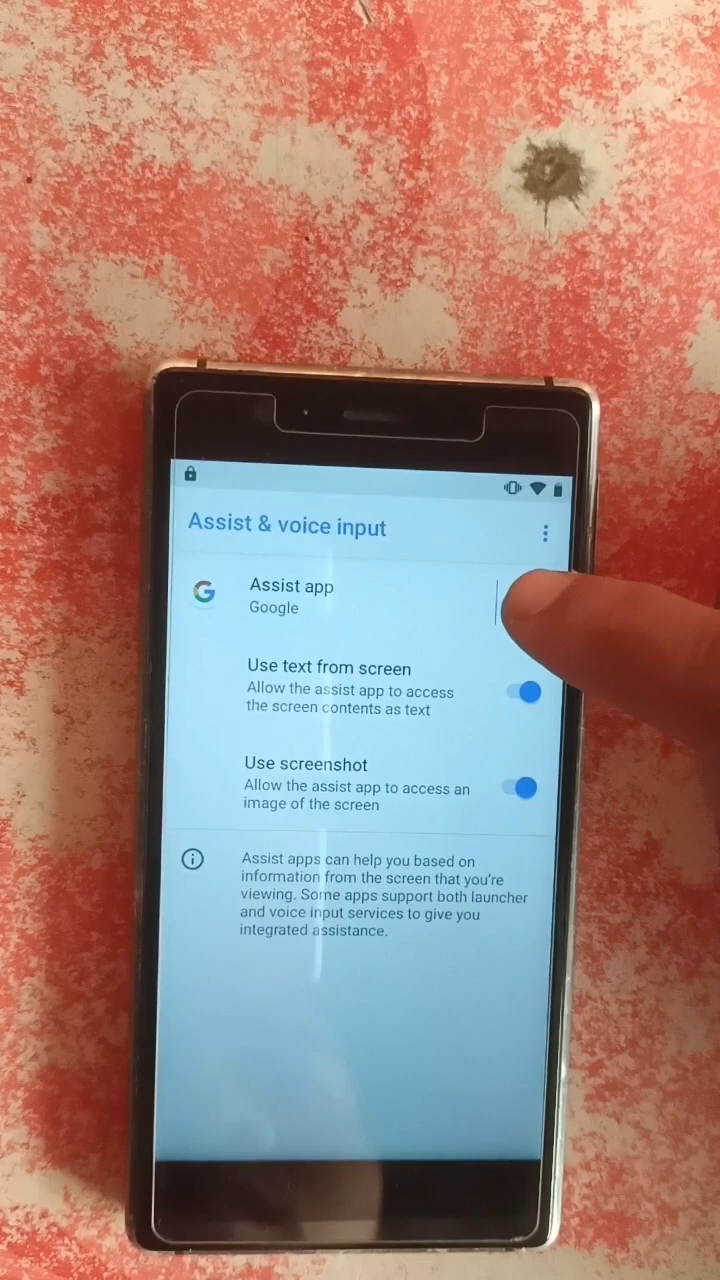 Assist & voice input
Assist app
Google
Use text from screen
Allow the assist app to access
the screen contents as text
Use screenshot
Allow the assist app to access an
image of the screen
Assist apps can help you based on
information from the screen that you're
viewing. Some apps support both launcher
and voice input services to give you
integrated assistance.